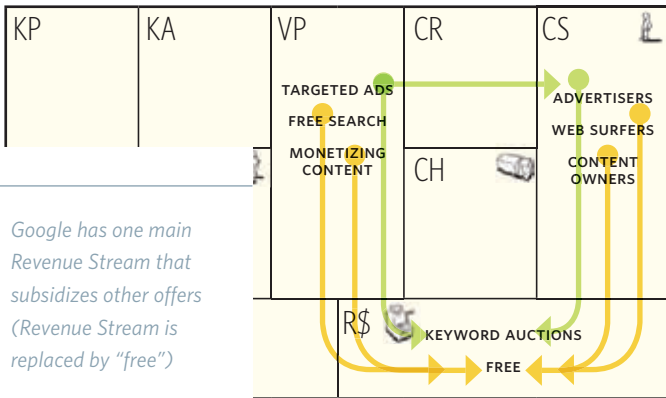 KP
KA
VP
CR
CS
TARGETED ADS
FREE SEARCH
MONETIZING
CONTENT
ADVERTISERS
WEB SURFERS
CONTENT
OWNERS
CH
Google has one main
Revenue Stream that
subsidizes other offers
(Revenue Stream is
replaced by “free”)
R$
KEYWORD AUCTIONS
FREE